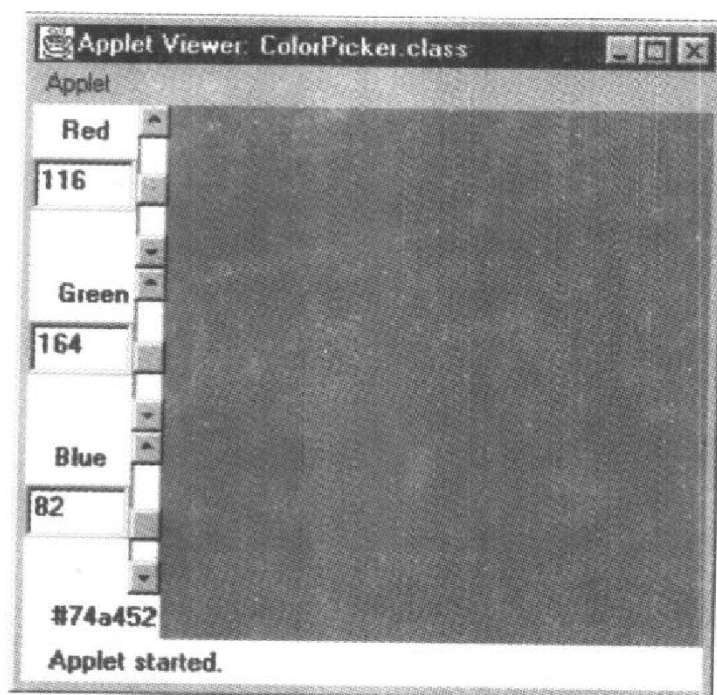 Applet Viewer: ColorPicker.class
Applet
Red
116
Green
164
Blue
82
#74a452
Applet started.